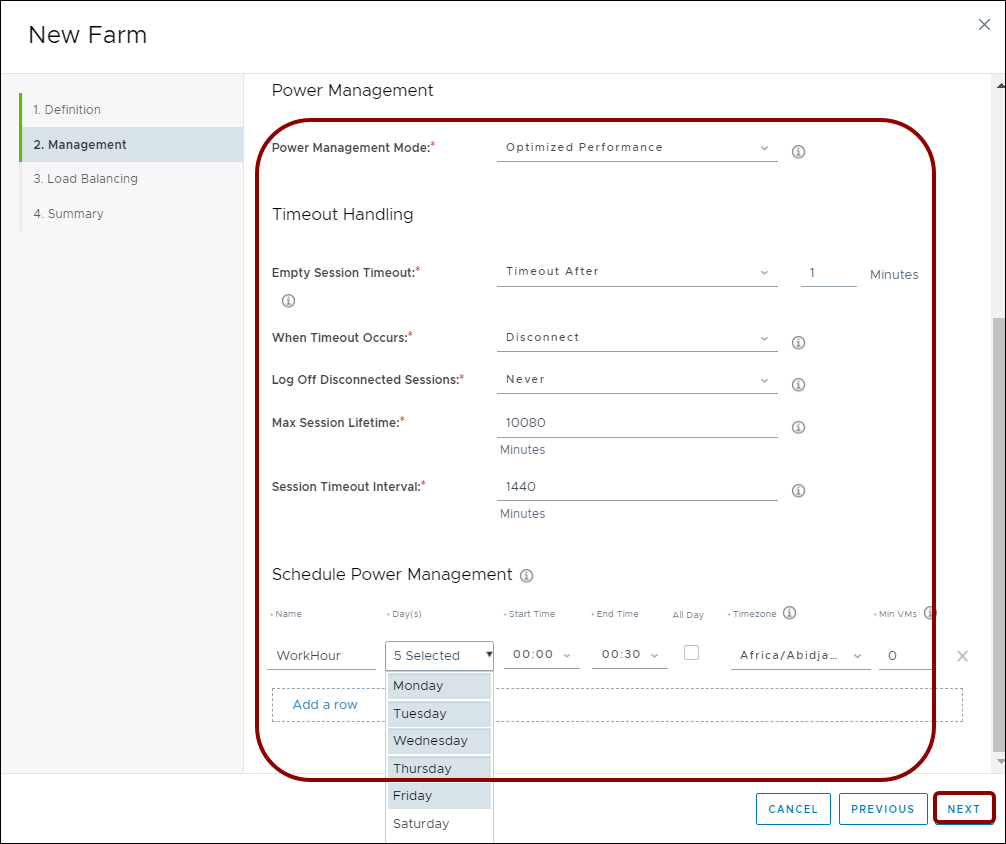 New Farm
1. Definition
2. Management
3. Load Balancing
4. Summary
Power Management
Power Management Mode:* Optimized Performance
Timeout Handling
Empty Session Timeout:* Timeout After 1 Minutes
When Timeout Occurs:* Disconnect
Log Off Disconnected Sessions:* Never
Max Session Lifetime:* 10080
Minutes
Session Timeout Interval:* 1440
Minutes
Schedule Power Management
• Name • Day(s) • Start Time • End Time All Day • Timezone • Min VMs
WorkHour 5 Selected 00:00 00:30 Africa/Abidja... 0
Monday
Add a row
Tuesday
Wednesday
Thursday
Friday
Saturday
CANCEL PREVIOUS NEXT